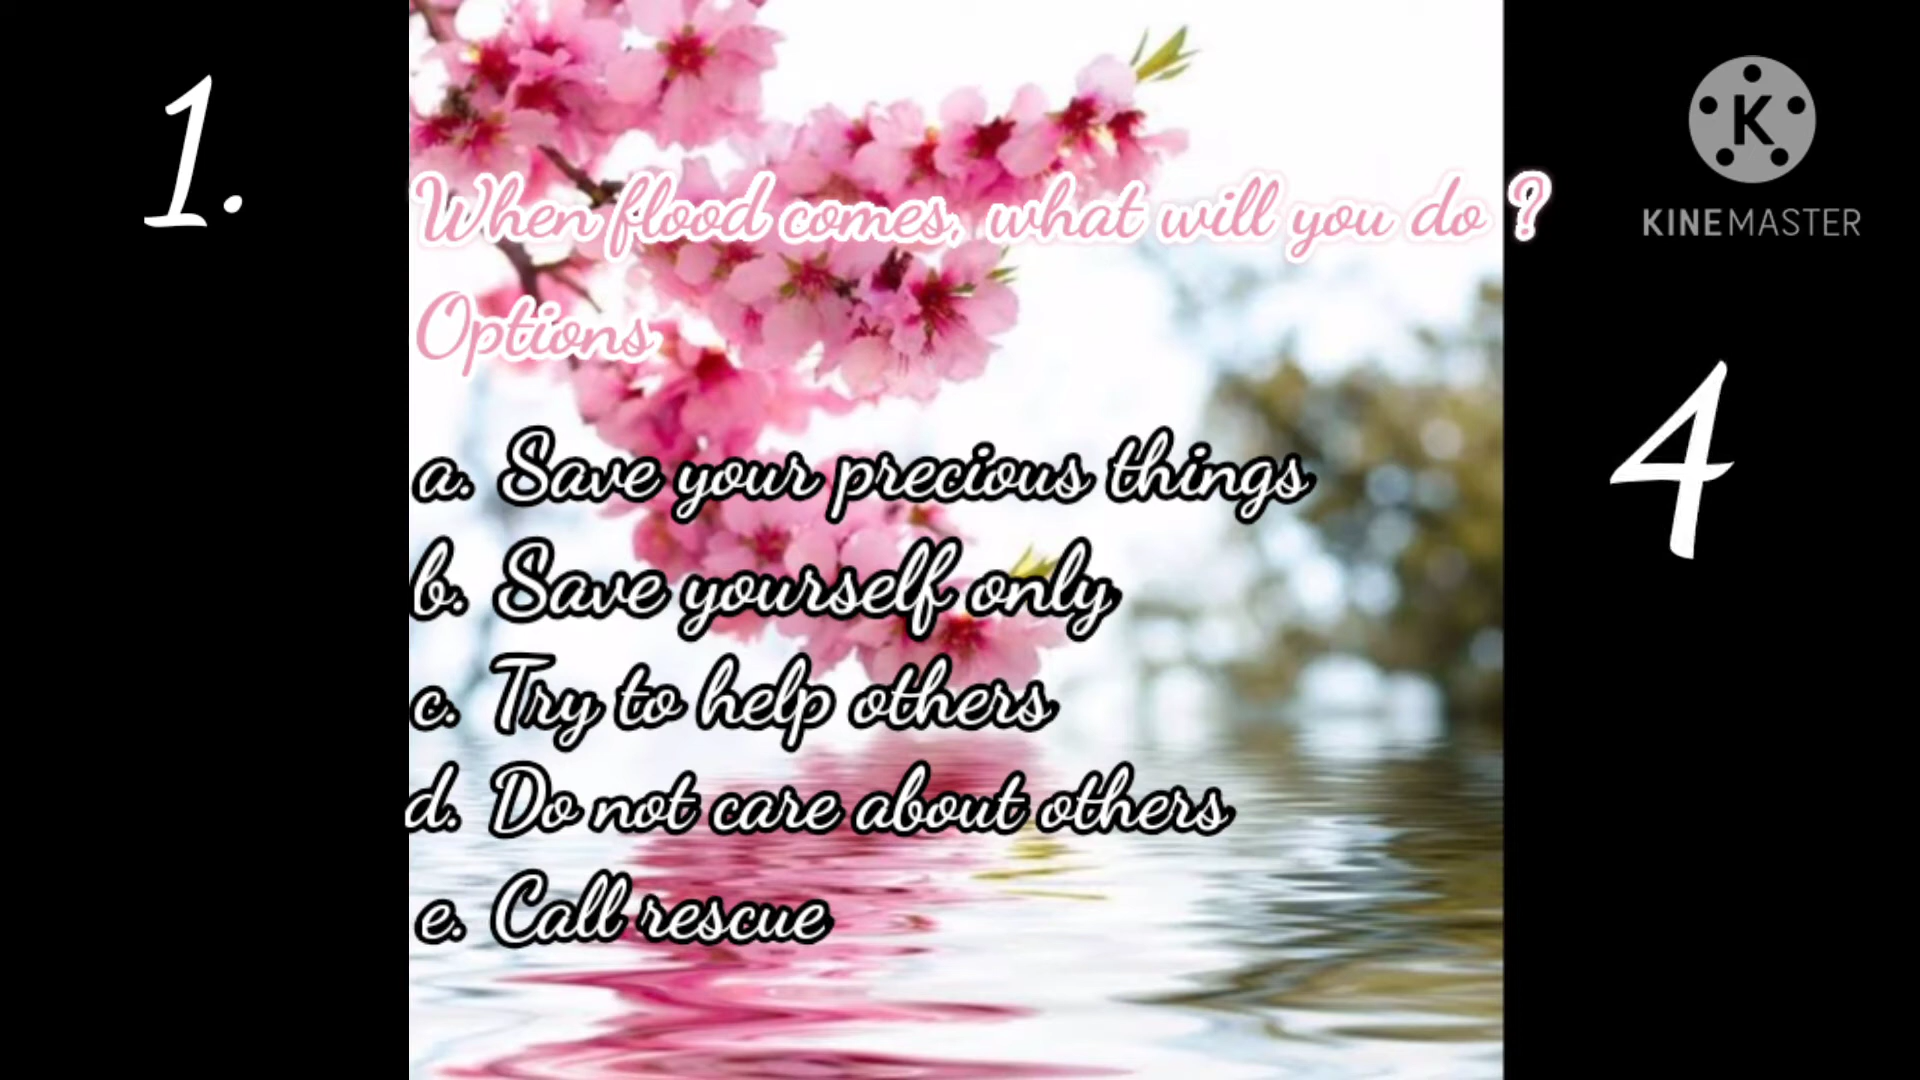 1.
When flood comes, what will you do ?
Options
a. Save your precious things
b. Save yourself only
c. Try to help others
d. Do not care about others
e. Call rescue
4
K
KINEMASTER